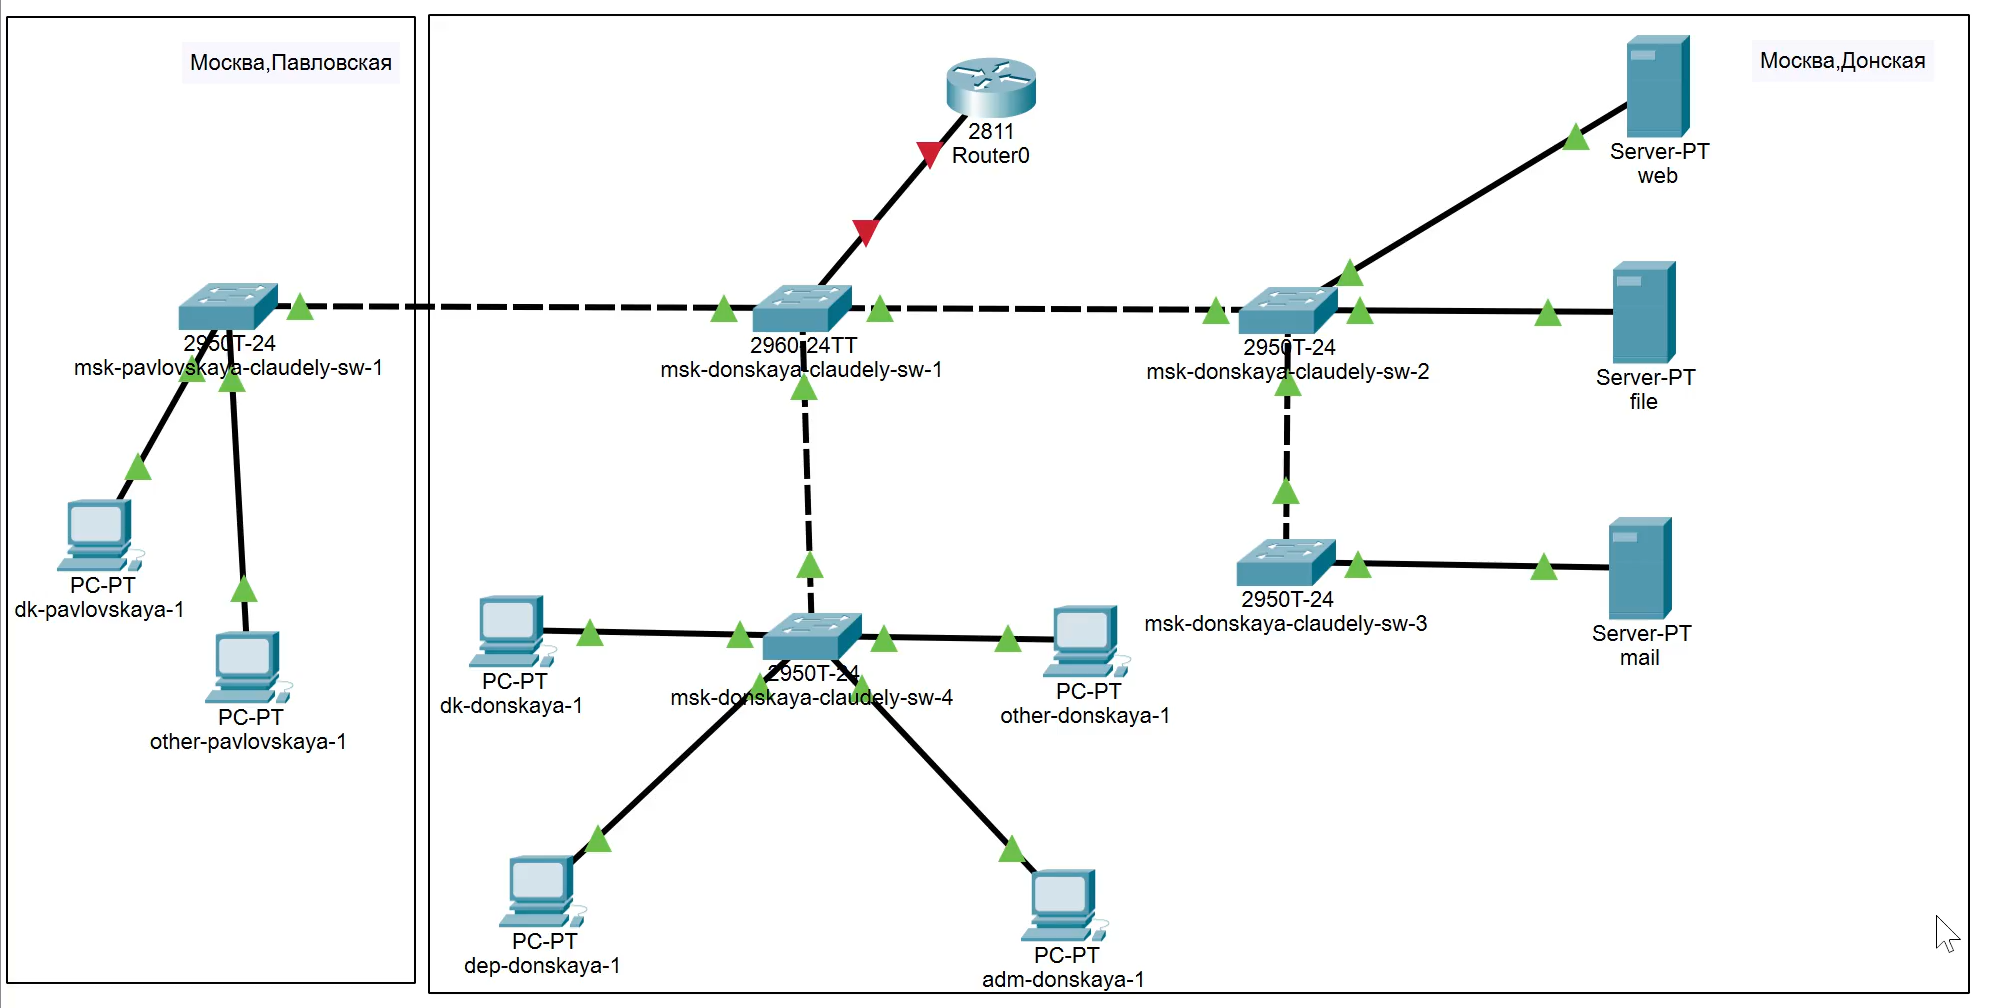 Москва,Павловская
Москва,Донская
2811
Router0
Server-PT
web
2950T-24
msk-pavlovskaya-claudely-sw-1
2960-24TT
msk-donskaya-claudely-sw-1
2950T-24
msk-donskaya-claudely-sw-2
Server-PT
file
PC-PT
dk-pavlovskaya-1
PC-PT
other-pavlovskaya-1
2950T-24
msk-donskaya-claudely-sw-3
Server-PT
mail
PC-PT
dk-donskaya-1
2950T-24
msk-donskaya-claudely-sw-4
PC-PT
other-donskaya-1
PC-PT
dep-donskaya-1
PC-PT
adm-donskaya-1